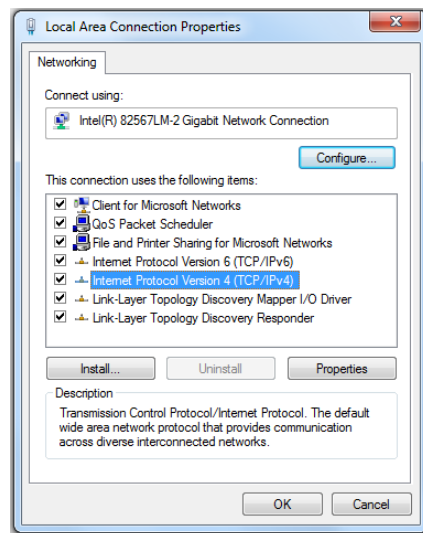 Local Area Connection Properties
Networking
Connect using:
Intel(R) 82567LM-2 Gigabit Network Connection
Configure...
This connection uses the following items:
Client for Microsoft Networks
QoS Packet Scheduler
File and Printer Sharing for Microsoft Networks
Internet Protocol Version 6 (TCP/IPv6)
Internet Protocol Version 4 (TCP/IPv4)
Link-Layer Topology Discovery Mapper I/O Driver
Link-Layer Topology Discovery Responder
Install... Uninstall Properties
Description
Transmission Control Protocol/Internet Protocol. The default
wide area network protocol that provides communication
across diverse interconnected networks.
OK Cancel